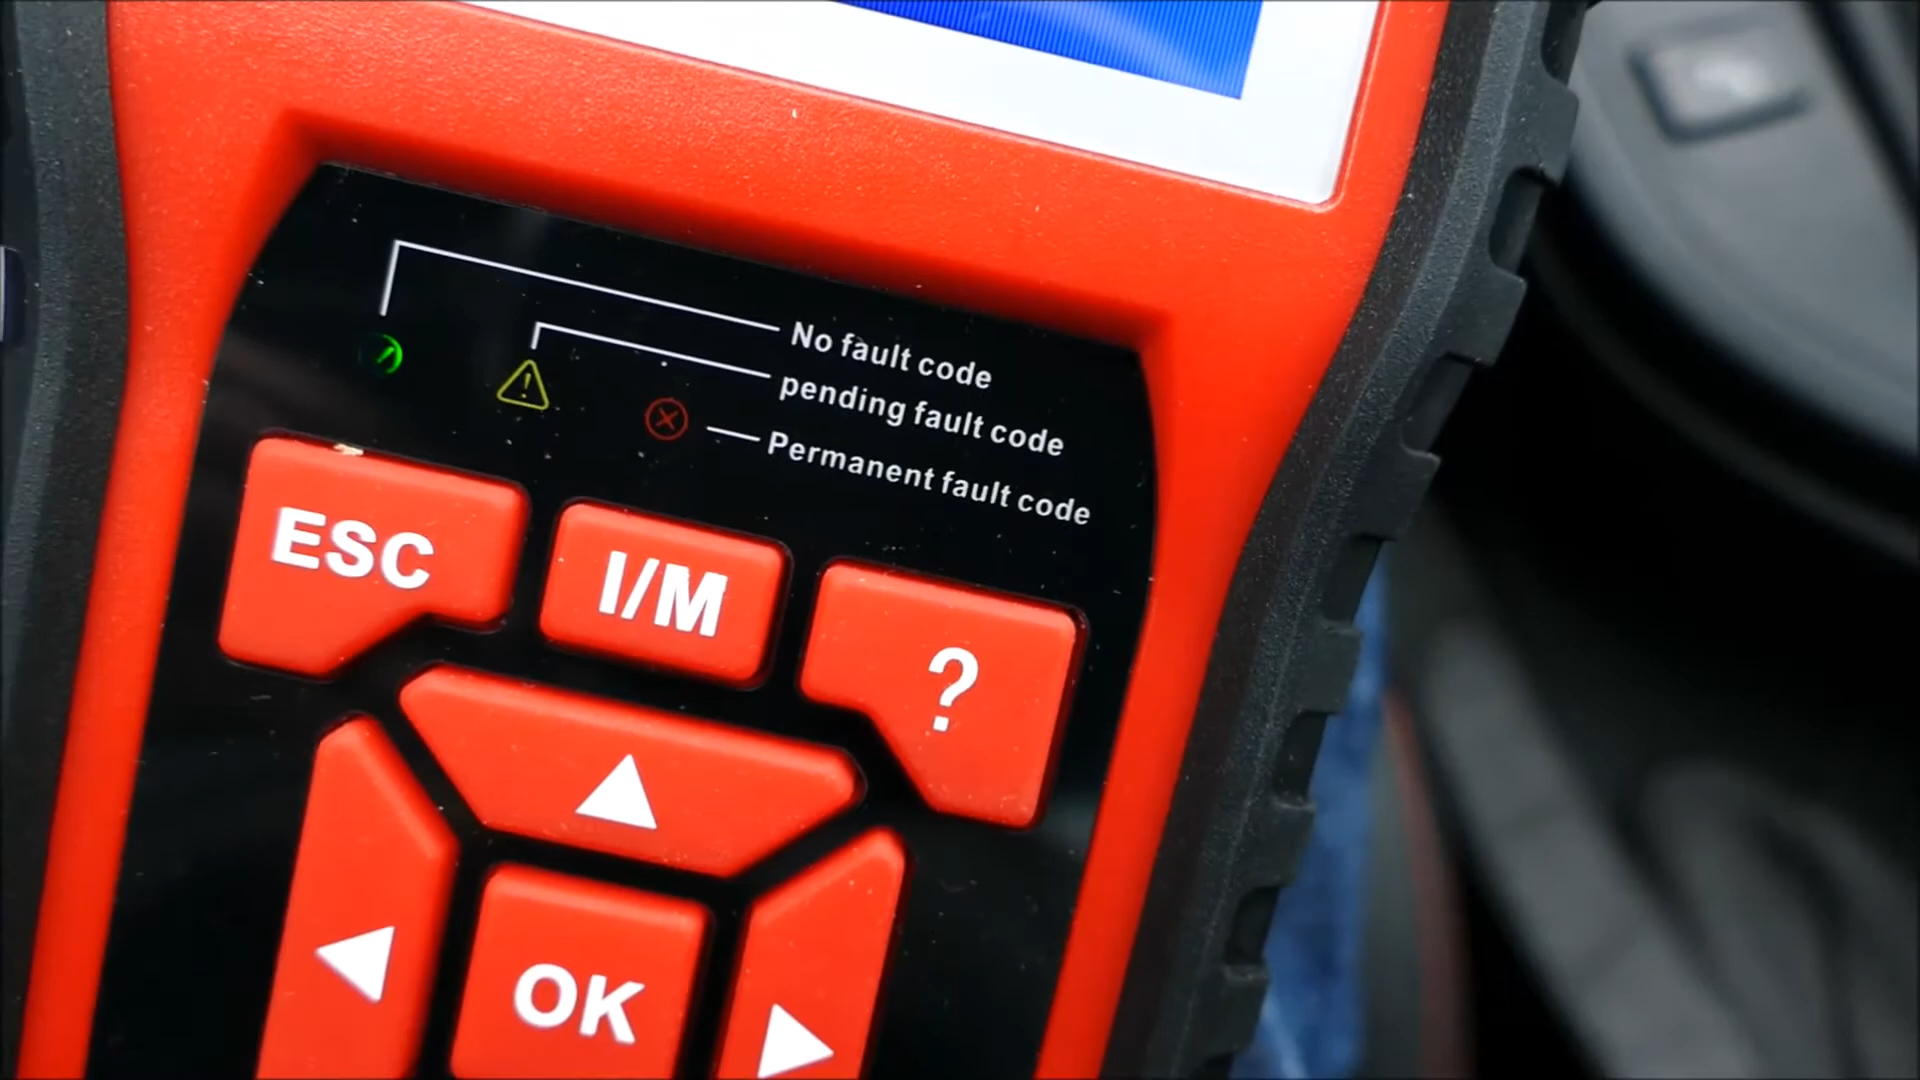 No fault code
pending fault code
Permanent fault code
ESC
I/M
?
OK